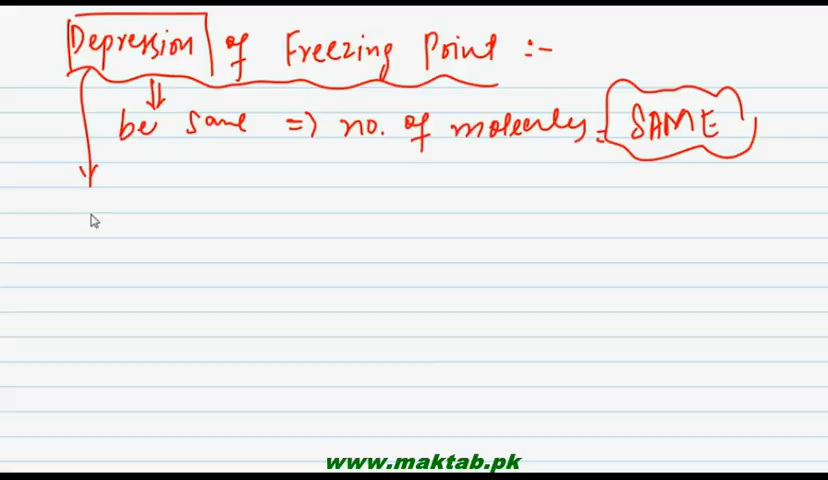 Depression of Freezing Point :-
be same => no. of molecules = SAME
www.maktab.pk